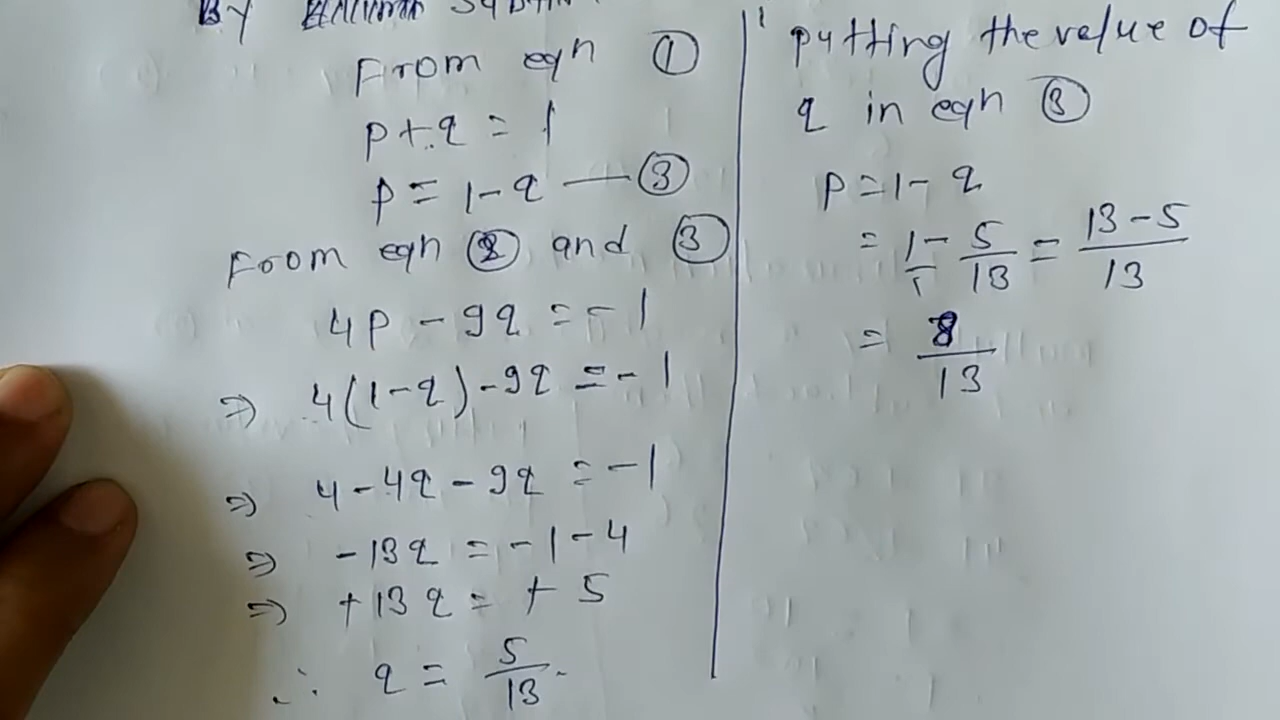 By
From eqn ①
p + q = 1
p = 1 - q — ③
From eqn ② and ③
4p - 9q = -1
⇒ 4(1-q) - 9q = -1
⇒ 4 - 4q - 9q = -1
⇒ -13q = -1 - 4
⇒ +13q = +5
∴ q = 5/13
putting the value of
q in eqn ③
p = 1 - q
= 1/1 - 5/13 = 13-5/13
= 8/13